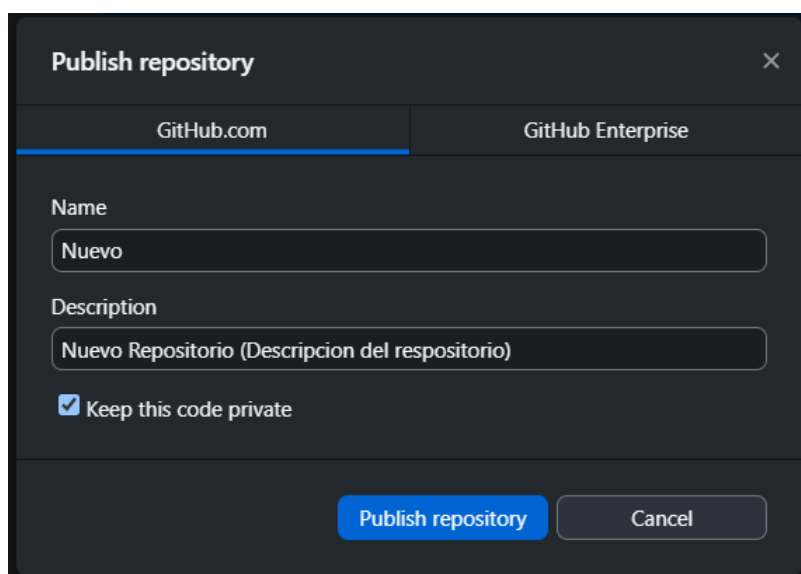 Publish repository
GitHub.com
GitHub Enterprise
Name
Nuevo
Description
Nuevo Repositorio (Descripcion del respositorio)
Keep this code private
Publish repository
Cancel